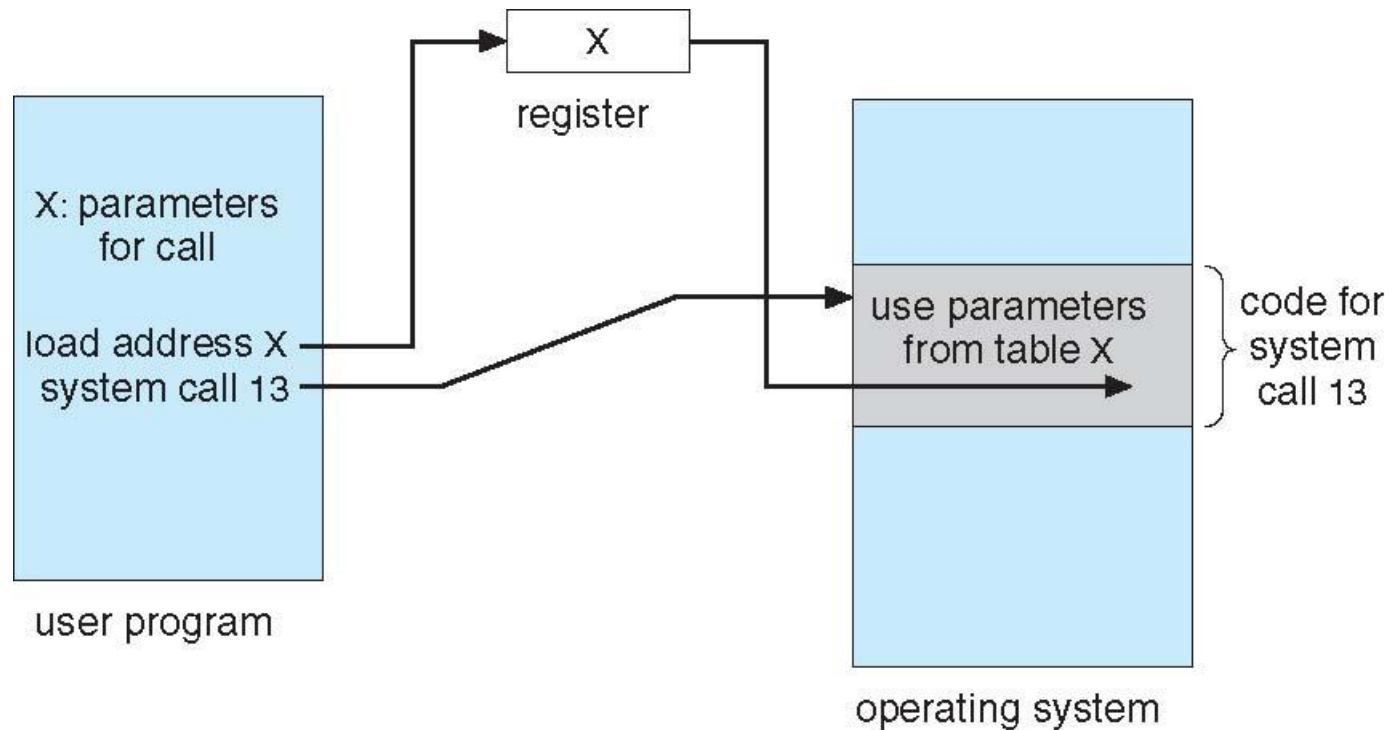 X
register
X: parameters
for call
load address X
system call 13
user program
use parameters
from table X
code for
system
call 13
operating system